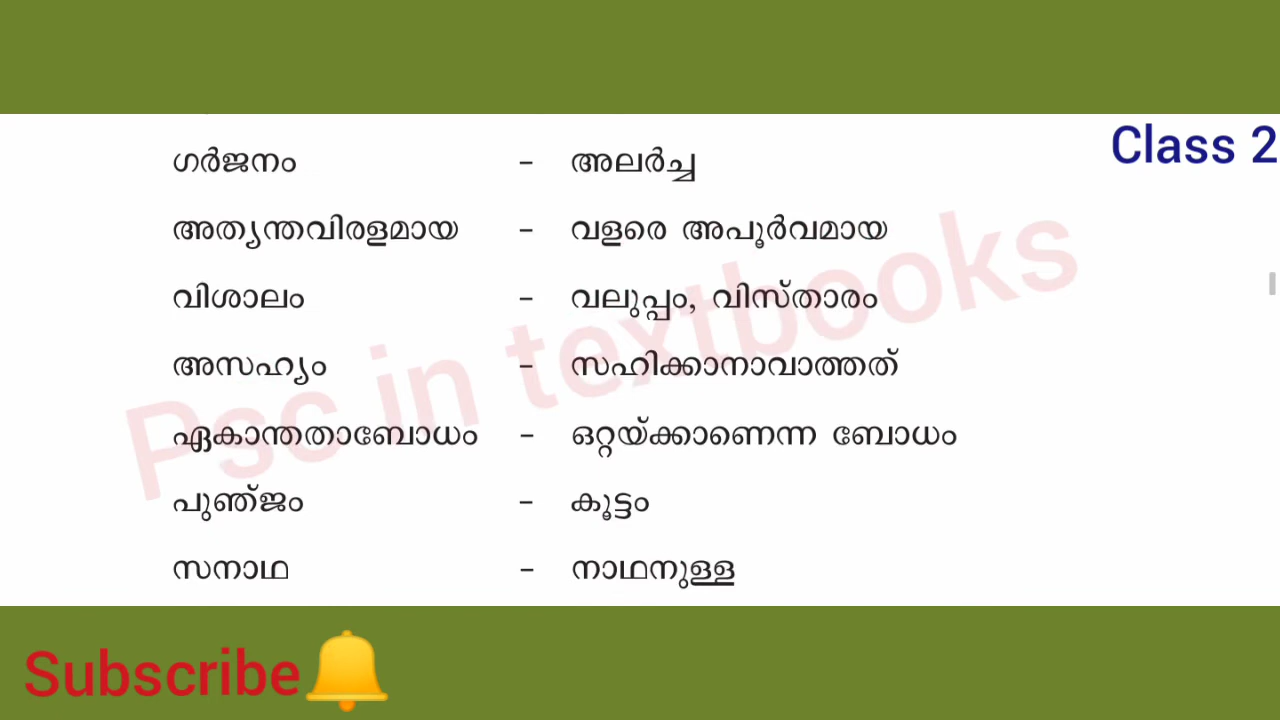 Class 2
ഗർജനം - അലർച്ച
അത്യന്തവിരളമായ - വളരെ അപൂർവമായ
വിശാലം - വലുപ്പം, വിസ്താരം
അസഹ്യം - സഹിക്കാനാവാത്തത്
ഏകാന്തതാബോധം - ഒറ്റയ്ക്കാണെന്ന ബോധം
പുഞ്ജം - കൂട്ടം
സനാഥ - നാഥനുള്ള
Psc in textbooks
Subscribe